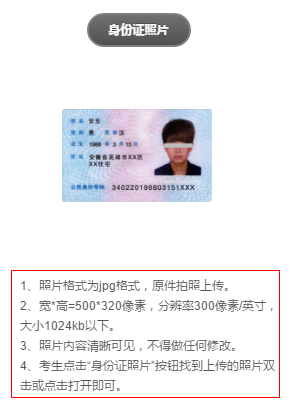 身份证照片
姓名 安东
性别 男 民族 汉
出生 1988 年 3 月 15 日
住址 安徽省芜湖市XX区
XX住宅
公民身份号码 340220198803151XXX
1、照片格式为jpg格式，原件拍照上传。
2、宽*高=500*320像素，分辨率300像素/英寸，
大小1024kb以下。
3、照片内容清晰可见，不得做任何修改。
4、考生点击“身份证照片”按钮找到上传的照片双
击或点击打开即可。